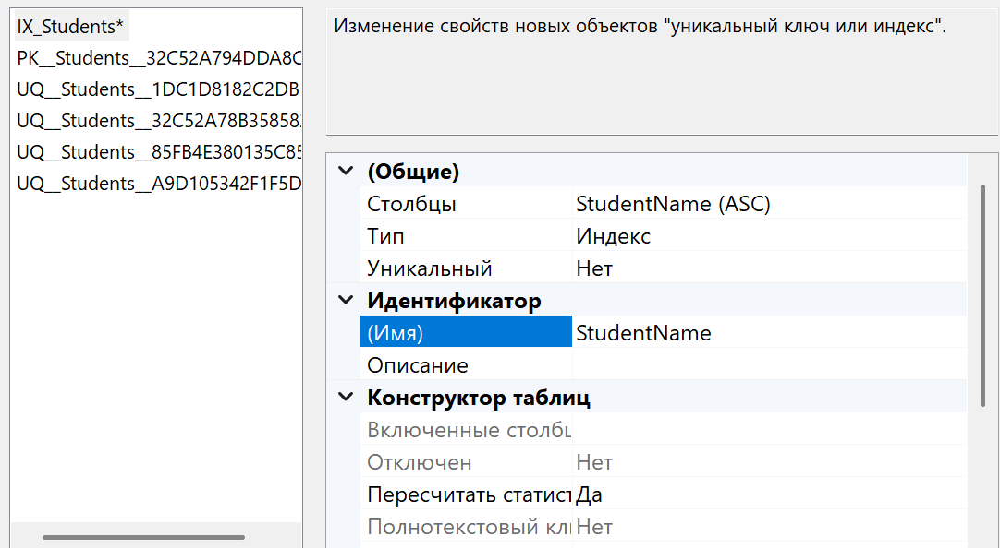 IX_Students*
PK__Students__32C52A794DDA8C
UQ__Students__1DC1D8182C2DB
UQ__Students__32C52A78B35858
UQ__Students__85FB4E380135C85
UQ__Students__A9D105342F1F5D
Изменение свойств новых объектов "уникальный ключ или индекс".
(Общие)
Столбцы StudentName (ASC)
Тип Индекс
Уникальный Нет
Идентификатор
(Имя) StudentName
Описание
Конструктор таблиц
Включенные столбц
Отключен Нет
Пересчитать статист Да
Полнотекстовый клю Нет